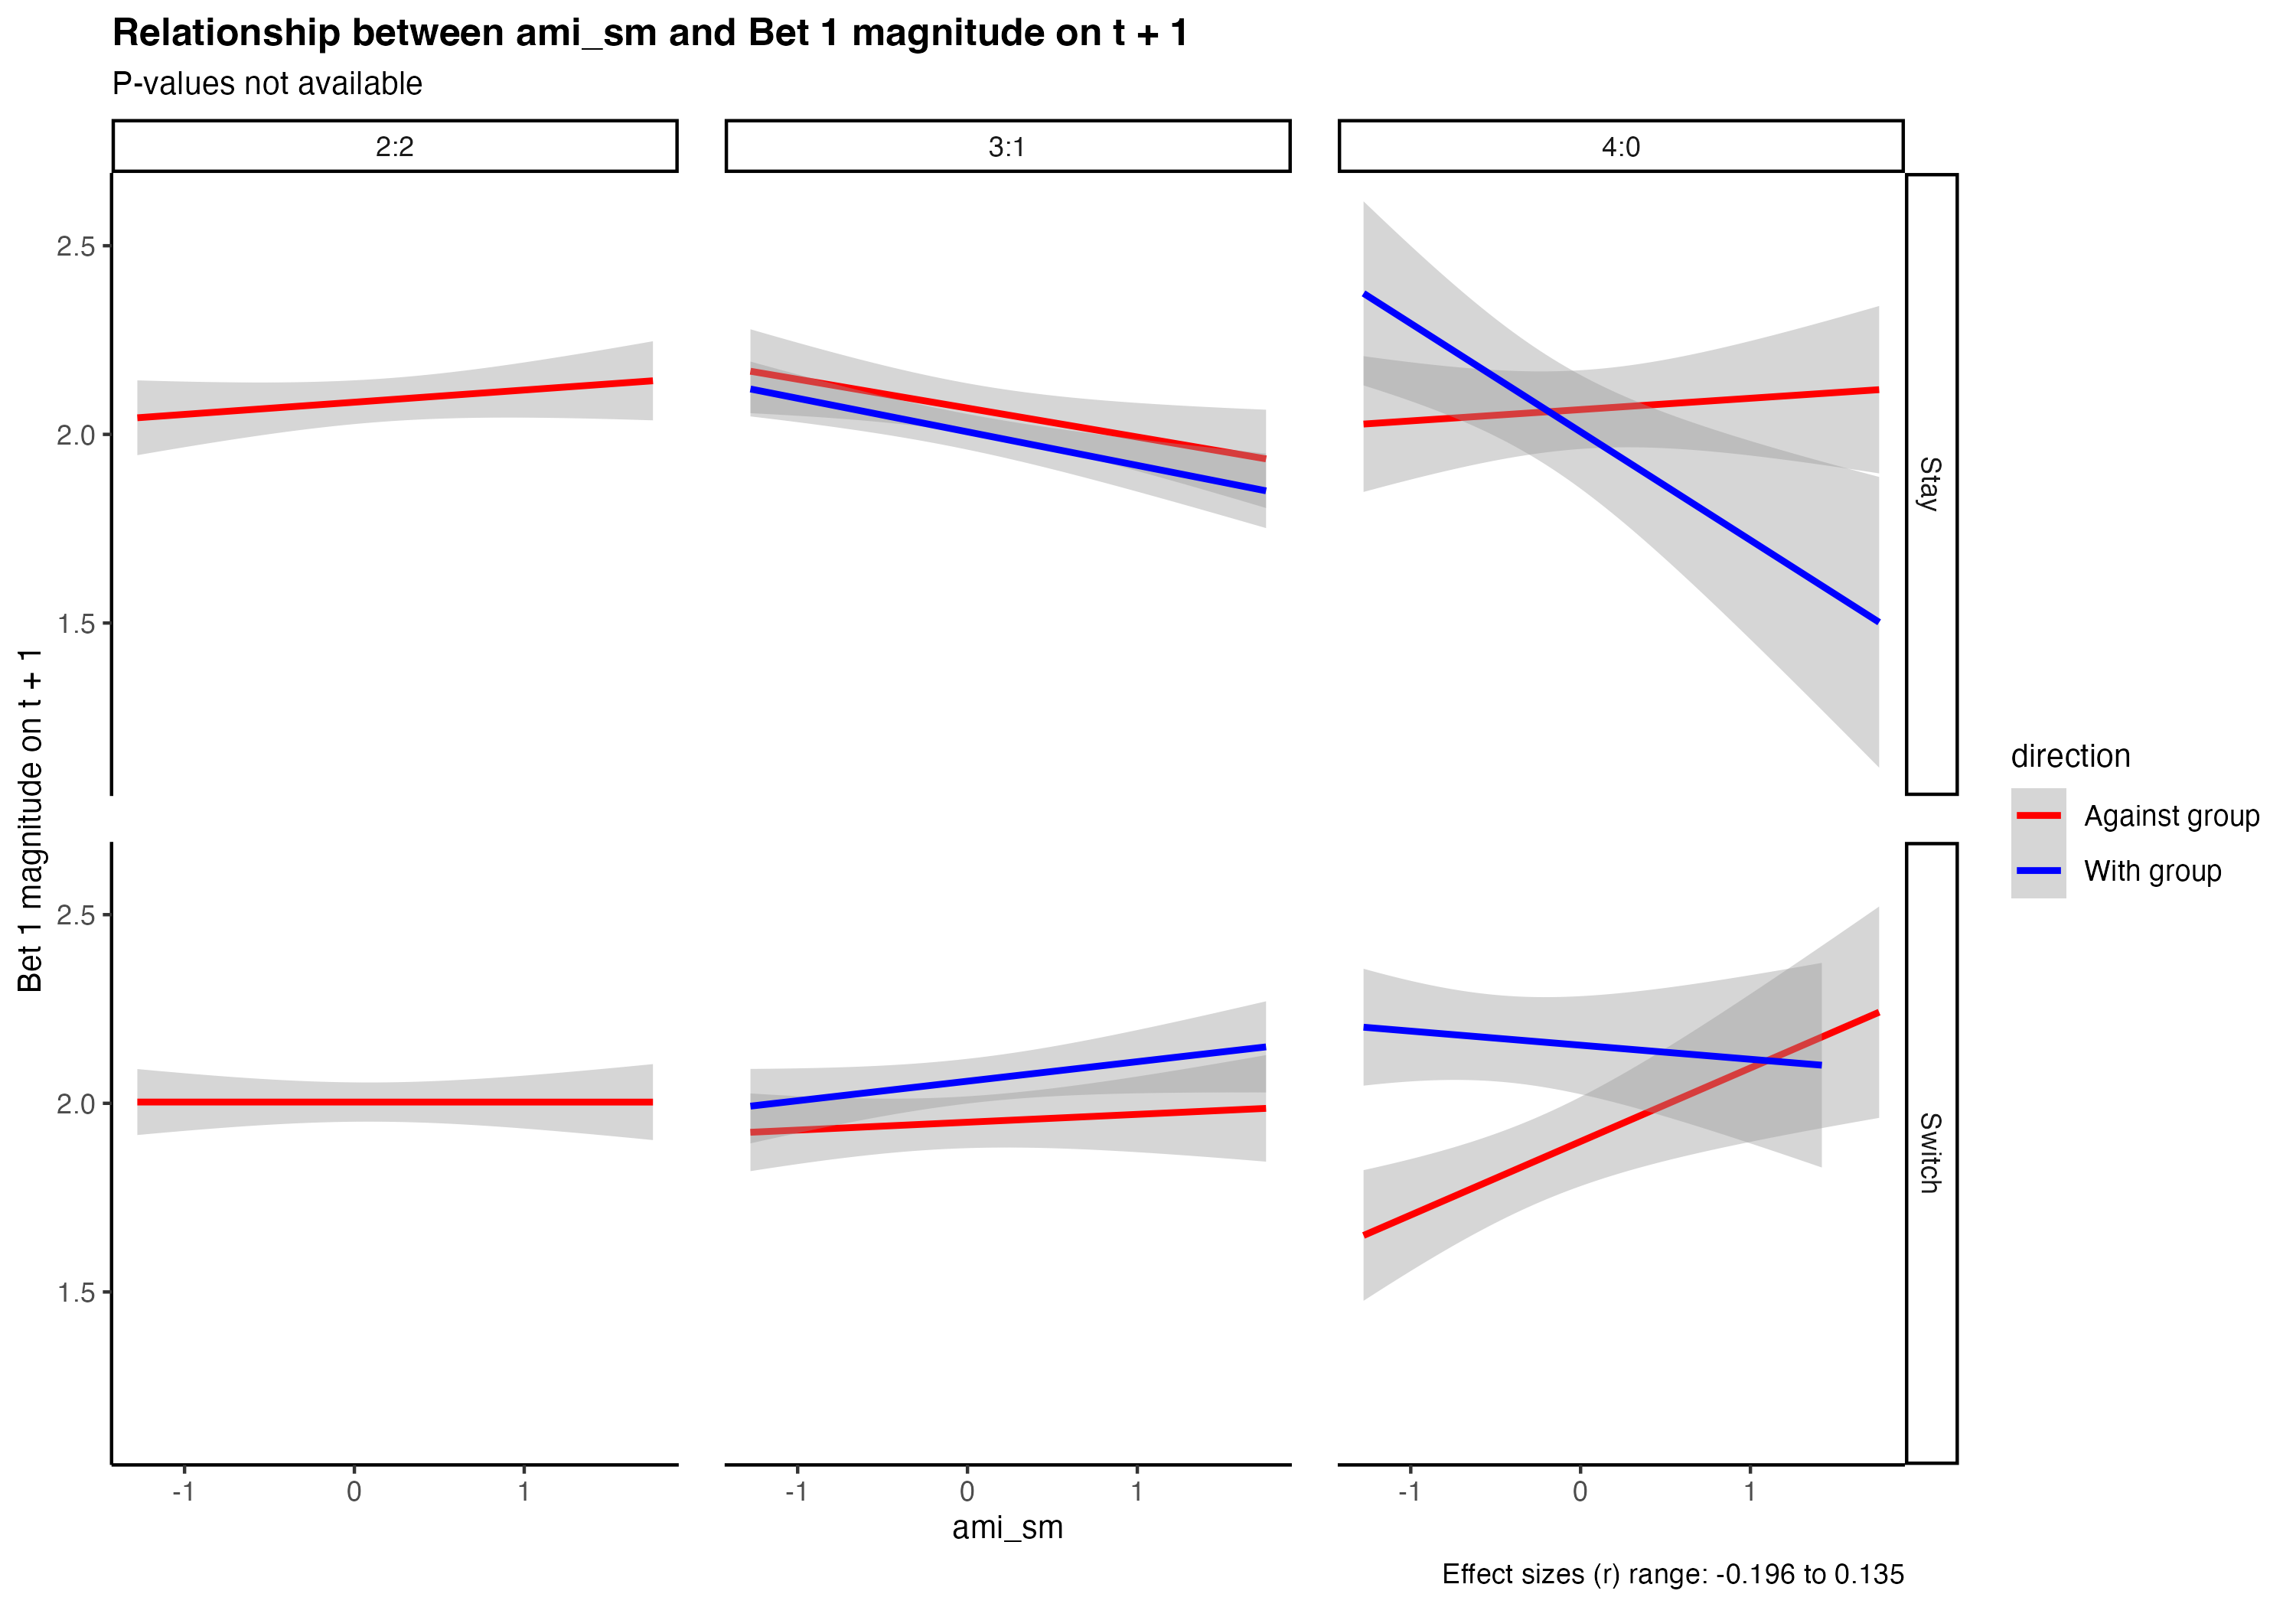 Relationship between ami_sm and Bet 1 magnitude on t + 1
P-values not available
2:2
3:1
4:0
2.5
2.0
1.5
Stay
Bet 1 magnitude on t + 1
direction
Against group
With group
2.5
2.0
1.5
Switch
-1 0 1
-1 0 1
-1 0 1
ami_sm
Effect sizes (r) range: -0.196 to 0.135